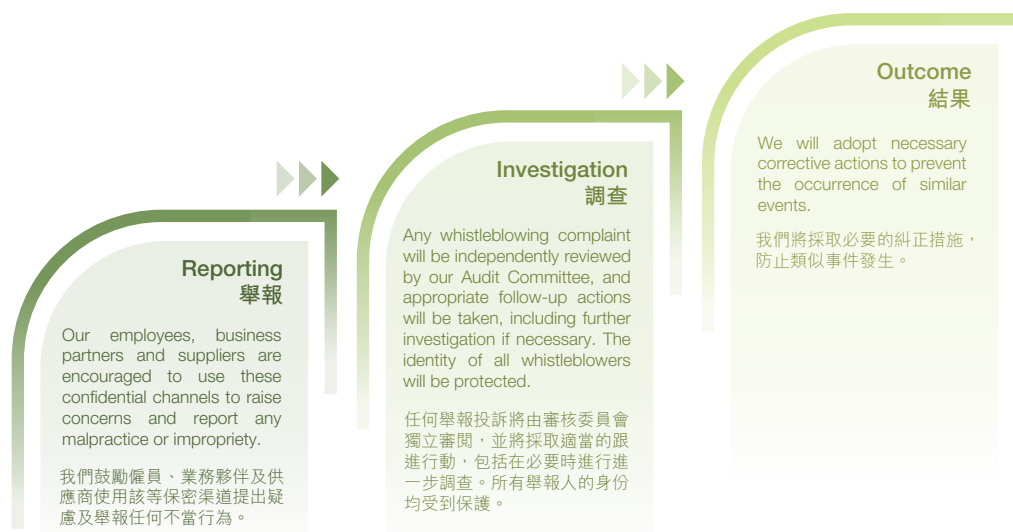 Reporting
舉報
Our employees, business
partners and suppliers are
encouraged to use these
confidential channels to raise
concerns and report any
malpractice or impropriety.
我們鼓勵僱員、業務夥伴及供
應商使用該等保密渠道提出疑
慮及舉報任何不當行為。
Investigation
調查
Any whistleblowing complaint
will be independently reviewed
by our Audit Committee, and
appropriate follow-up actions
will be taken, including further
investigation if necessary. The
identity of all whistleblowers
will be protected.
任何舉報投訴將由審核委員會
獨立審閱，並將採取適當的跟
進行動，包括在必要時進行進
一步調查。所有舉報人的身份
均受到保護。
Outcome
結果
We will adopt necessary
corrective actions to prevent
the occurrence of similar
events.
我們將採取必要的糾正措施，
防止類似事件發生。